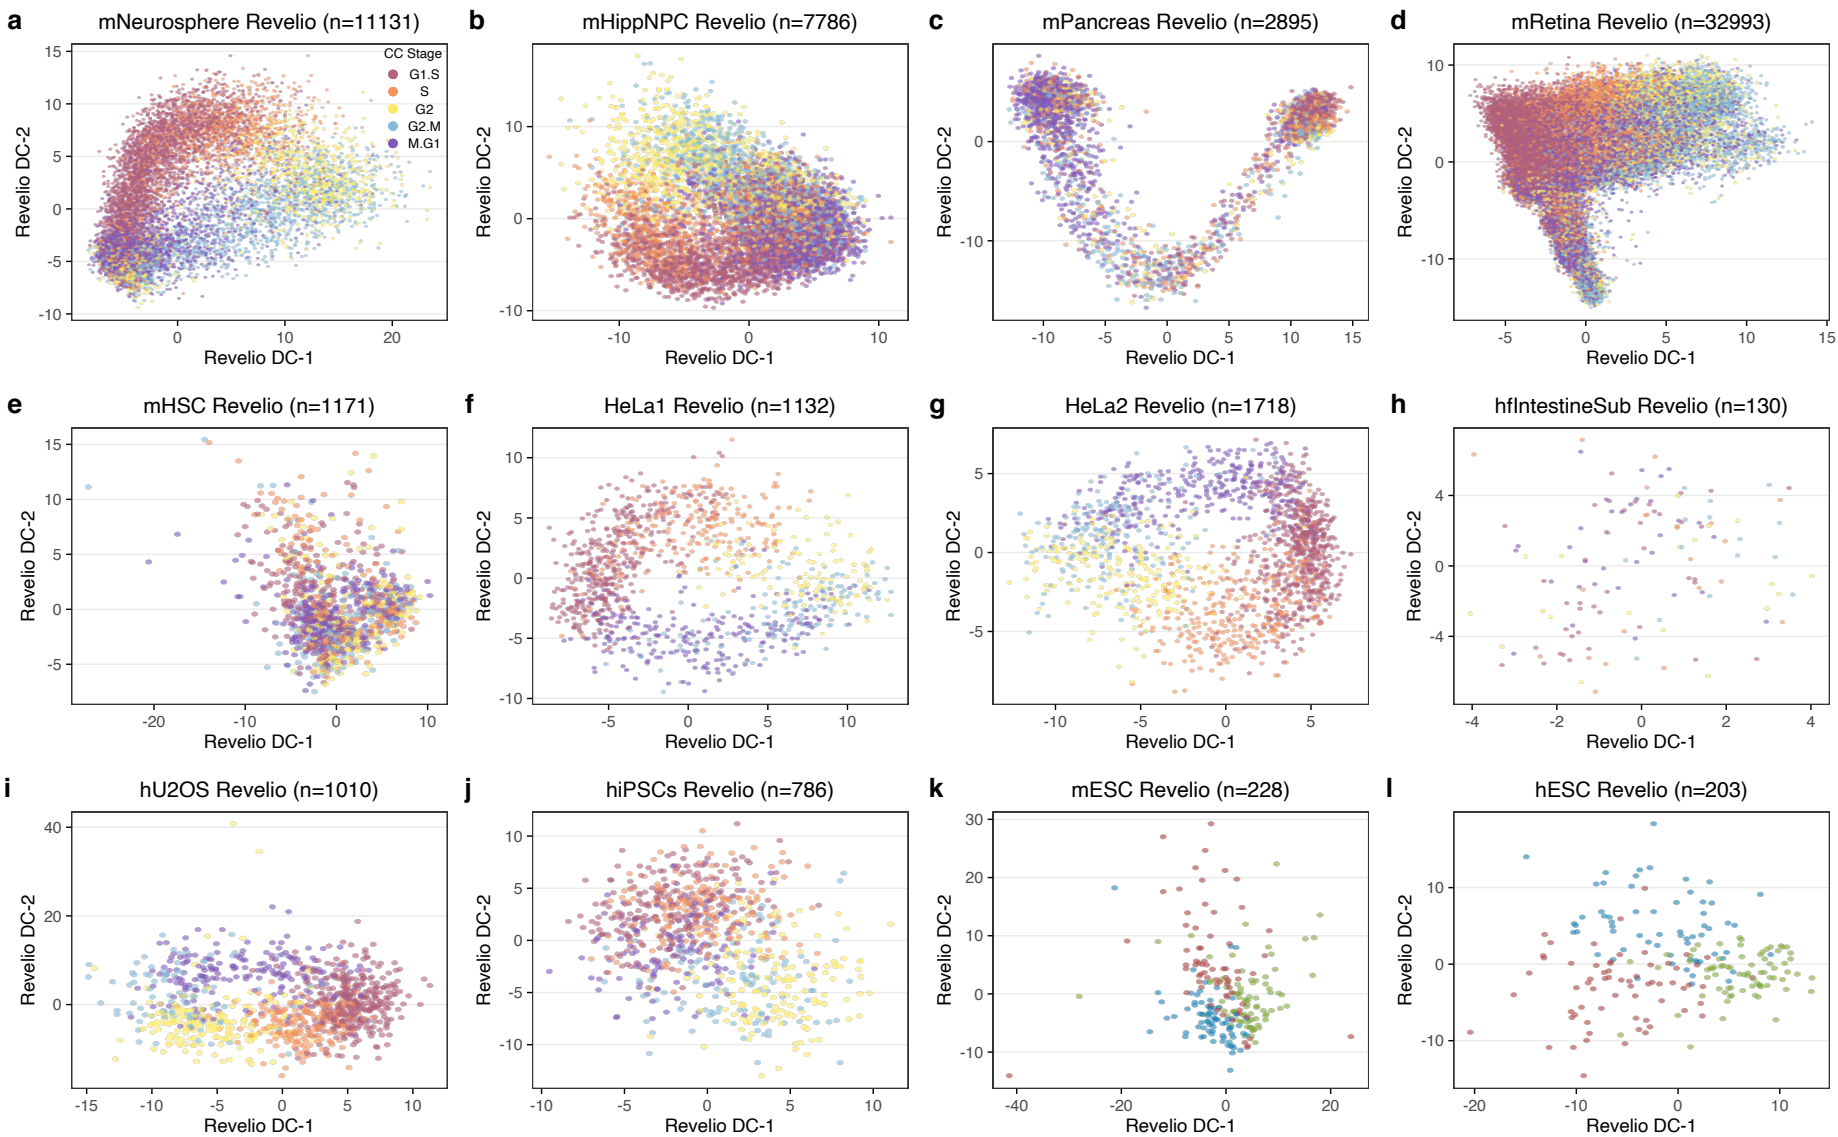 a
mNeurosphere Revelio (n=11131)
15
10
5
0
-5
-10
Revelio DC-2
CC Stage
G1.S
S
G2
G2.M
M.G1
0
10
20
Revelio DC-1
b
mHippNPC Revelio (n=7786)
10
0
-10
Revelio DC-2
-10
0
10
Revelio DC-1
c
mPancreas Revelio (n=2895)
0
-10
Revelio DC-2
-10
-5
0
5
10
15
Revelio DC-1
d
mRetina Revelio (n=32993)
10
0
-10
Revelio DC-2
-5
0
5
10
15
Revelio DC-1
e
mHSC Revelio (n=1171)
15
10
5
0
-5
Revelio DC-2
-20
-10
0
10
Revelio DC-1
f
HeLa1 Revelio (n=1132)
10
5
0
-5
-10
Revelio DC-2
-5
0
5
10
Revelio DC-1
g
HeLa2 Revelio (n=1718)
5
0
-5
Revelio DC-2
-10
-5
0
5
Revelio DC-1
h
hfIntestineSub Revelio (n=130)
4
0
-4
Revelio DC-2
-4
-2
0
2
4
Revelio DC-1
i
hU2OS Revelio (n=1010)
40
20
0
Revelio DC-2
-15
-10
-5
0
5
10
Revelio DC-1
j
hiPSCs Revelio (n=786)
10
5
0
-5
-10
Revelio DC-2
-10
-5
0
5
10
Revelio DC-1
k
mESC Revelio (n=228)
30
20
10
0
-10
Revelio DC-2
-40
-20
0
20
Revelio DC-1
l
hESC Revelio (n=203)
10
0
-10
Revelio DC-2
-20
-10
0
10
Revelio DC-1